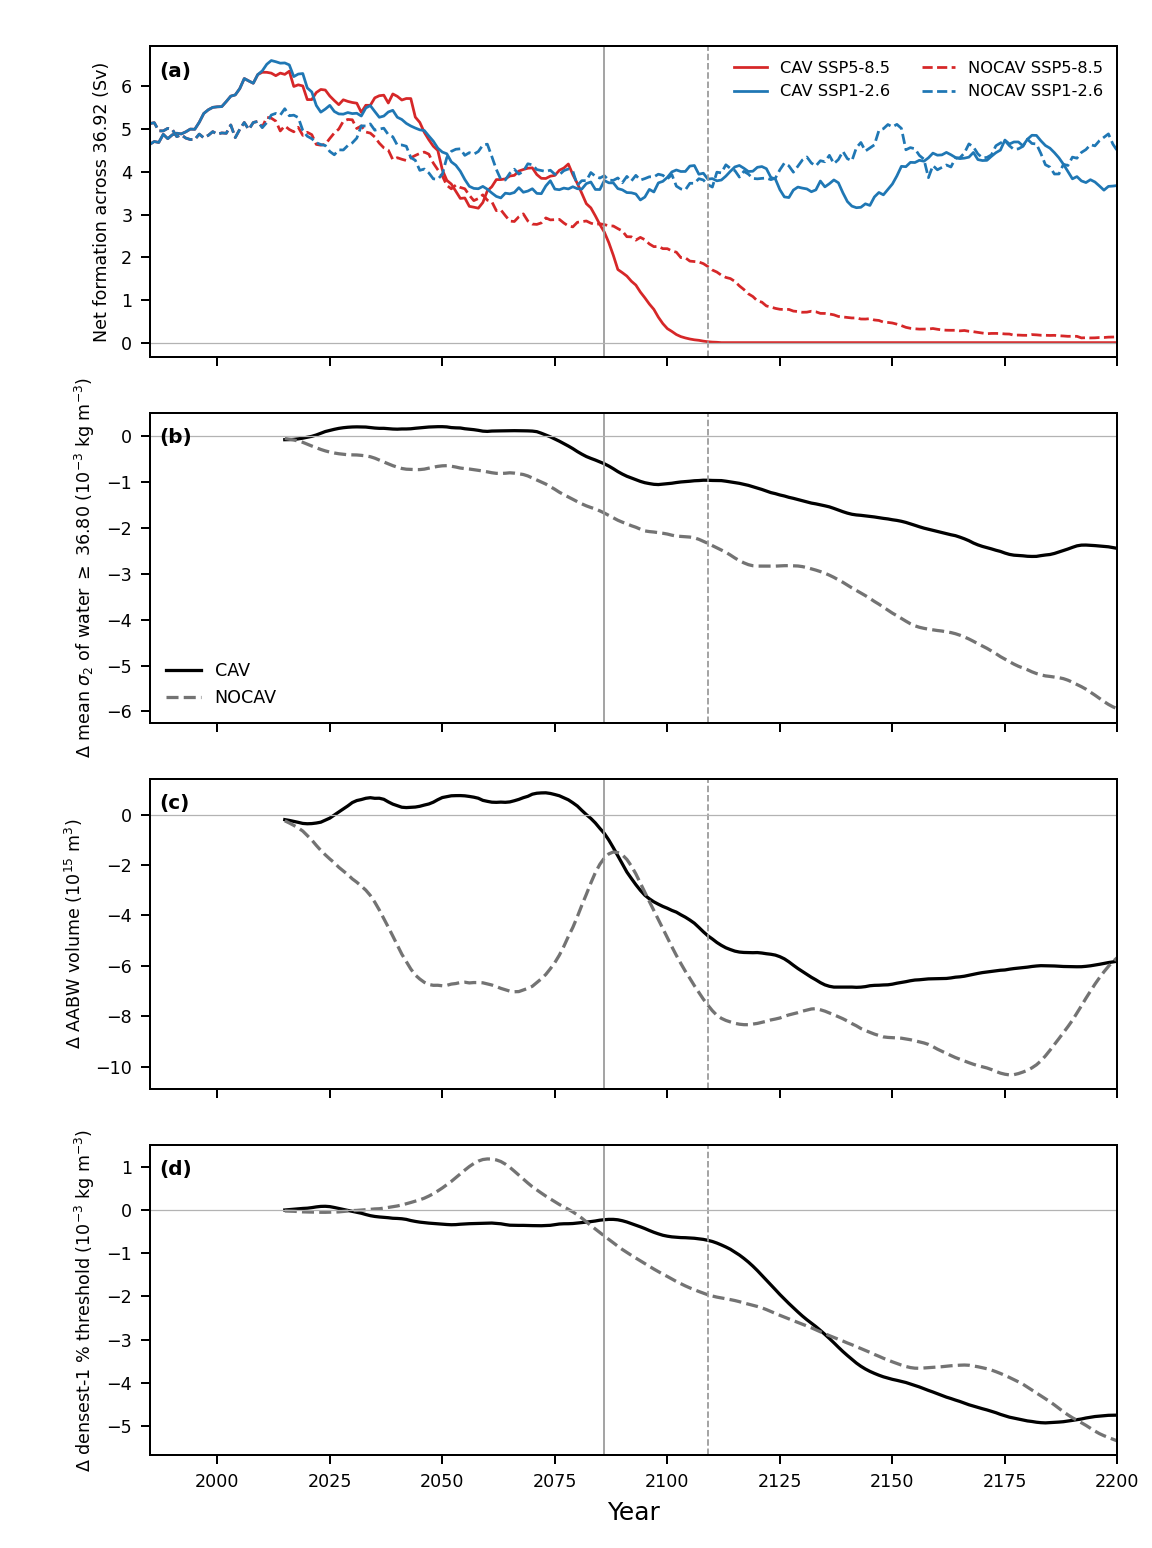 (a)
CAV SSP5-8.5
NOCAV SSP5-8.5
CAV SSP1-2.6
NOCAV SSP1-2.6
Net formation across 36.92 (Sv)
6
5
4
3
2
1
0
(b)
Δ mean σ₂ of water ≥ 36.80 (10⁻³ kg m⁻³)
0
−1
−2
−3
−4
−5
−6
CAV
NOCAV
(c)
Δ AABW volume (10¹⁵ m³)
0
−2
−4
−6
−8
−10
(d)
Δ densest-1 % threshold (10⁻³ kg m⁻³)
1
0
−1
−2
−3
−4
−5
2000 2025 2050 2075 2100 2125 2150 2175 2200
Year